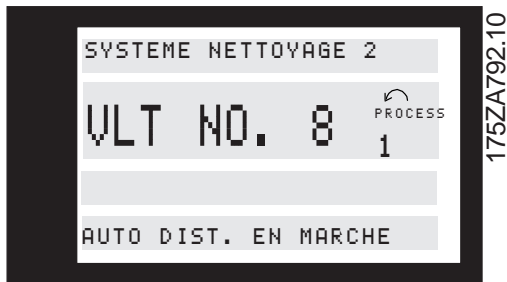 SYSTEME NETTOYAGE 2
VLT NO. 8
PROCESS
1
AUTO DIST. EN MARCHE
175ZA792.10